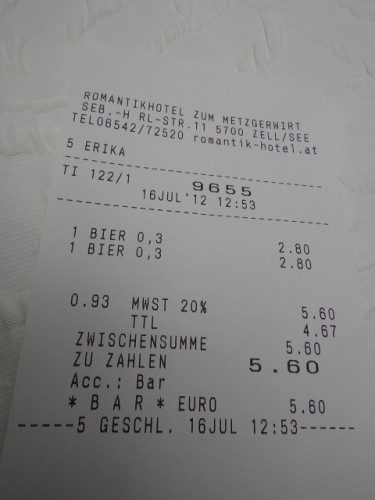 ROMANTIKHOTEL ZUM METZGERWIRT
SEB.-H RL-STR.11 5700 ZELL/SEE
TEL06542/72520 romantik-hotel.at
5 ERIKA
TI 122/1 9655
16JUL'12 12:53
1 BIER 0,3 2.80
1 BIER 0,3 2.80
0.93 MWST 20% 5.60
TTL 4.67
ZWISCHENSUMME 5.60
ZU ZAHLEN 5.60
Acc.: Bar
* B A R * EURO 5.60
-----5 GESCHL. 16JUL 12:53------